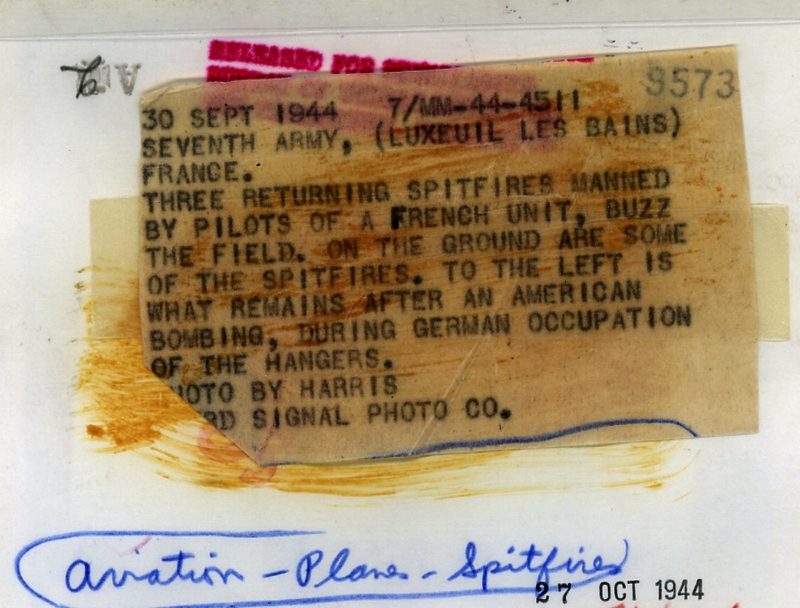 RELEASED FOR
9573
30 SEPT 1944 7/MM-44-4511
SEVENTH ARMY, (LUXEUIL LES BAINS)
FRANCE.
THREE RETURNING SPITFIRES MANNED
BY PILOTS OF A FRENCH UNIT, BUZZ
THE FIELD. ON THE GROUND ARE SOME
OF THE SPITFIRES. TO THE LEFT IS
WHAT REMAINS AFTER AN AMERICAN
BOMBING, DURING GERMAN OCCUPATION
OF THE HANGERS.
HOTO BY HARRIS
RD SIGNAL PHOTO CO.
Aviation - Planes - Spitfires
27 OCT 1944